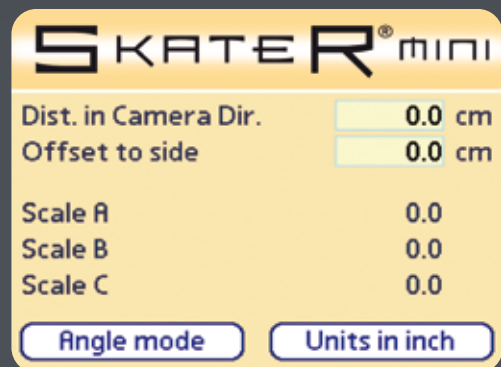 SKATER® mini
Dist. in Camera Dir. 0.0 cm
Offset to side 0.0 cm
Scale A 0.0
Scale B 0.0
Scale C 0.0
Angle mode Units in inch